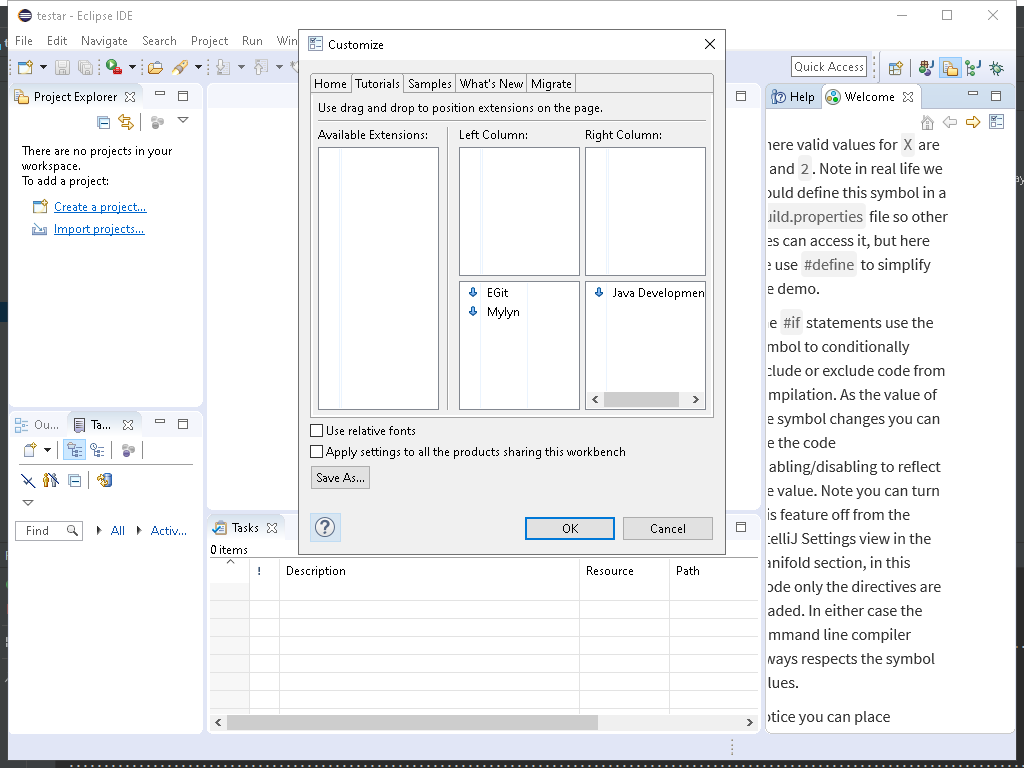 testar - Eclipse IDE
File Edit Navigate Search Project Run Win
Quick Access
Project Explorer
There are no projects in your
workspace.
To add a project:
Create a project...
Import projects...
Ou...
Ta...
Find
All
Activ...
Customize
Home
Tutorials
Samples
What's New
Migrate
Use drag and drop to position extensions on the page.
Available Extensions:
Left Column:
Right Column:
EGit
Mylyn
Java Developmen
Use relative fonts
Apply settings to all the products sharing this workbench
Save As...
OK
Cancel
Tasks
0 items
!
Description
Resource
Path
Help
Welcome
here valid values for X are
and 2. Note in real life we
ould define this symbol in a
uild.properties file so other
es can access it, but here
e use #define to simplify
e demo.
e #if statements use the
mbol to conditionally
clude or exclude code from
mpilation. As the value of
e symbol changes you can
e the code
abling/disabling to reflect
e value. Note you can turn
is feature off from the
telliJ Settings view in the
anifold section, in this
ode only the directives are
aded. In either case the
mmand line compiler
ways respects the symbol
lues.
otice you can place